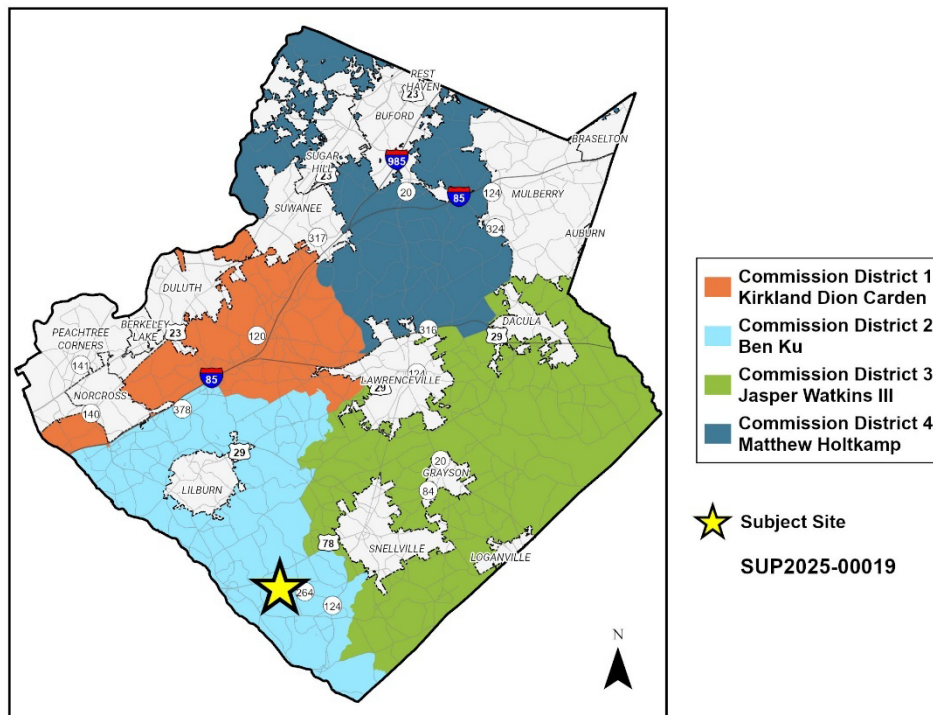 REST
HAVEN
23
BUFORD
BRASELTON
985
SUGAR
HILL
23
20
85
124
MULBERRY
SUWANEE
324
AUBURN
317
DULUTH
DACULA
BERKELEY
LAKE
23
PEACHTREE
CORNERS
120
316
29
141
124
LAWRENCEVILLE
29
85
NORCROSS
140
378
29
20
GRAYSON
LILBURN
84
78
SNELLVILLE
LOGANVILLE
264
124
N
Commission District 1
Kirkland Dion Carden
Commission District 2
Ben Ku
Commission District 3
Jasper Watkins III
Commission District 4
Matthew Holtkamp
Subject Site
SUP2025-00019